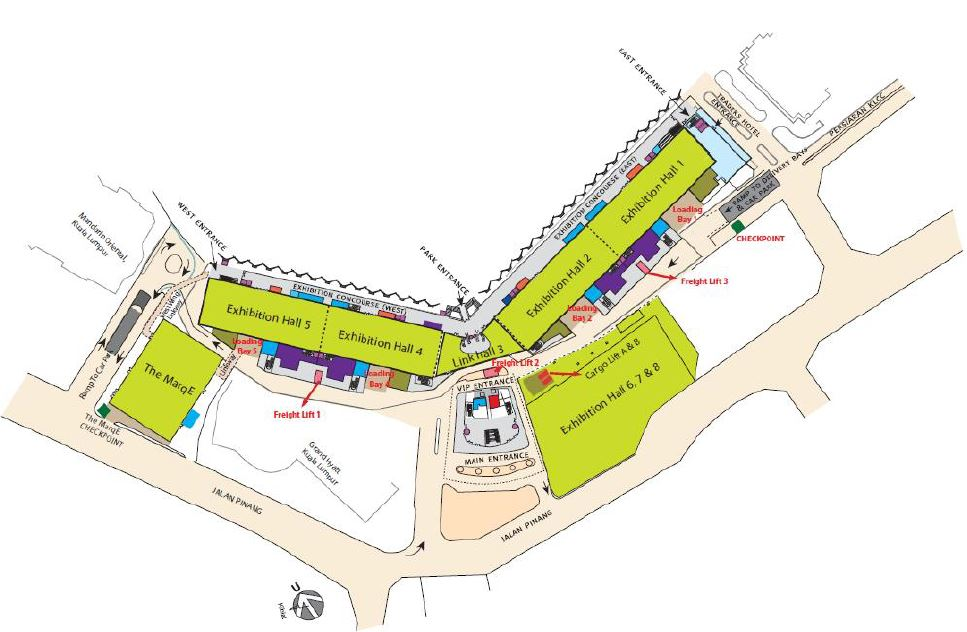 EAST ENTRANCE
TRADERS HOTEL
ENTRANCE
PERSIARAN KLCC
RAMP TO DELIVERY BAYS
& CAR PARK
CHECKPOINT
Exhibition Hall 1
EXHIBITION CONCOURSE (EAST)
Loading
Bay
Freight Lift 3
Exhibition Hall 2
Loading
Bay 2
PARK ENTRANCE
WEST ENTRANCE
Mandarin Oriental,
Kuala Lumpur
EXHIBITION CONCOURSE (WEST)
Exhibition Hall 5
Exhibition Hall 4
Link Hall 3
Loading
Bay 5
Loading
Bay 4
Freight Lift 1
Freight Lift 2
Cargo Lift A & B
Exhibition Hall 6, 7 & 8
VIP ENTRANCE
MAIN ENTRANCE
The MarqE
Ramp To Car Park
The MarqE
CHECKPOINT
Grand Hyatt
Kuala Lumpur
JALAN PINANG
JALAN PINANG